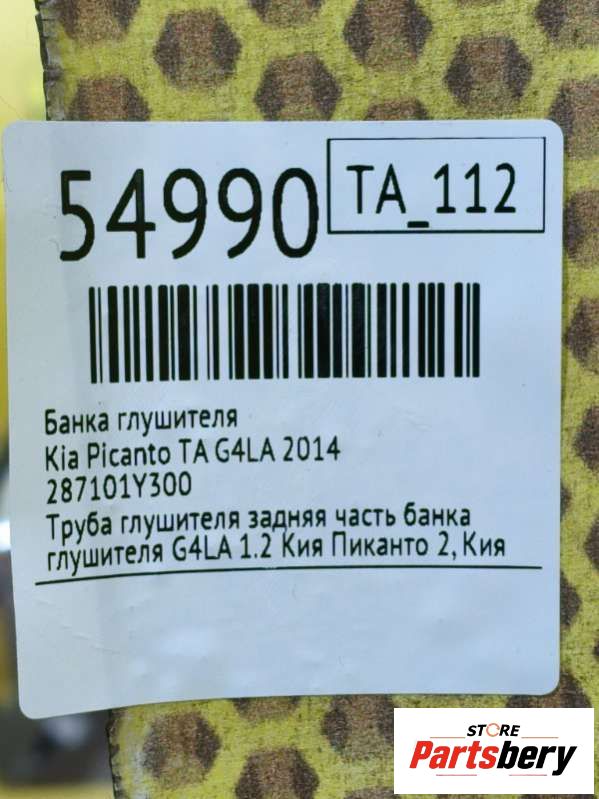 54990
TA_112
Банка глушителя
Kia Picanto TA G4LA 2014
287101Y300
Труба глушителя задняя часть банка
глушителя G4LA 1.2 Кия Пиканто 2, Кия
STORE
Partsbery